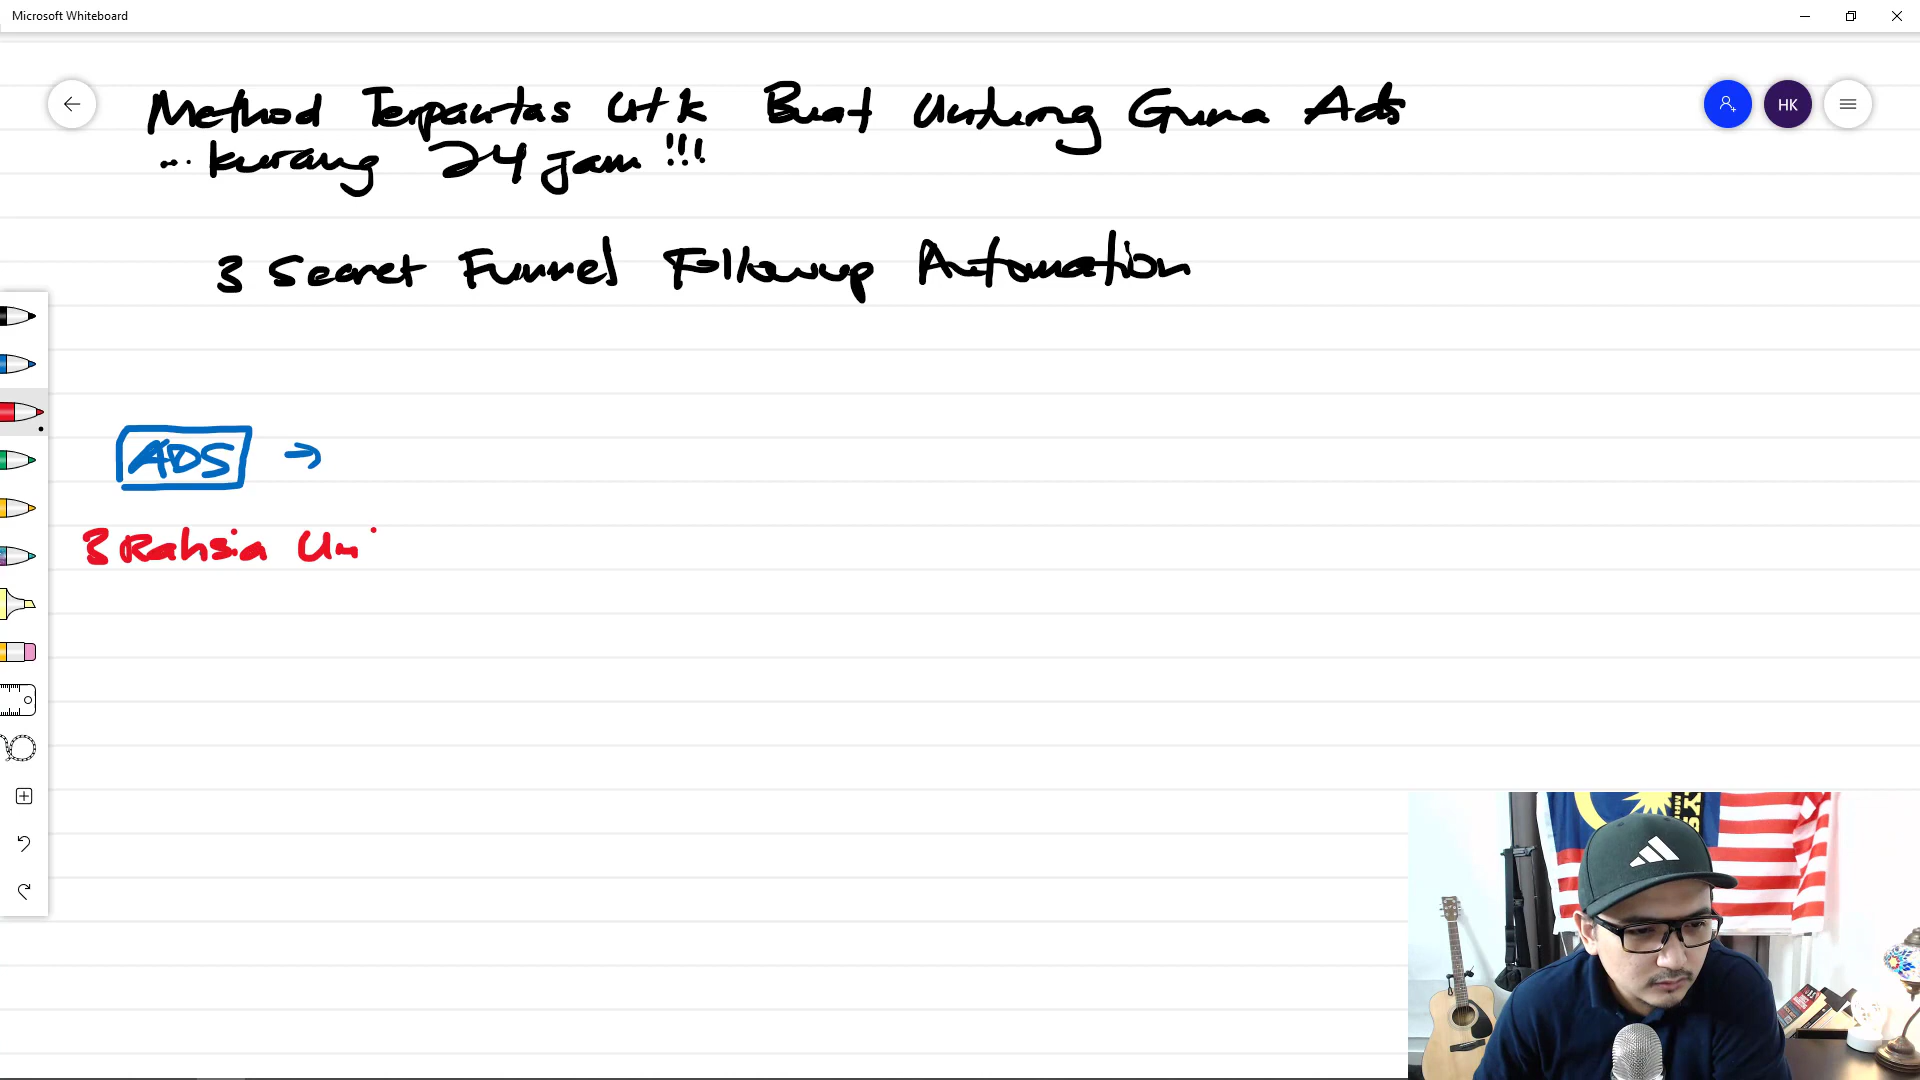 Microsoft Whiteboard
Method Terpantas Utk Buat Untung Guna Ads
... kurang 24 jam !!!
HK
3 Secret Funnel Followup Automation
ADS →
3 Rahsia Uni